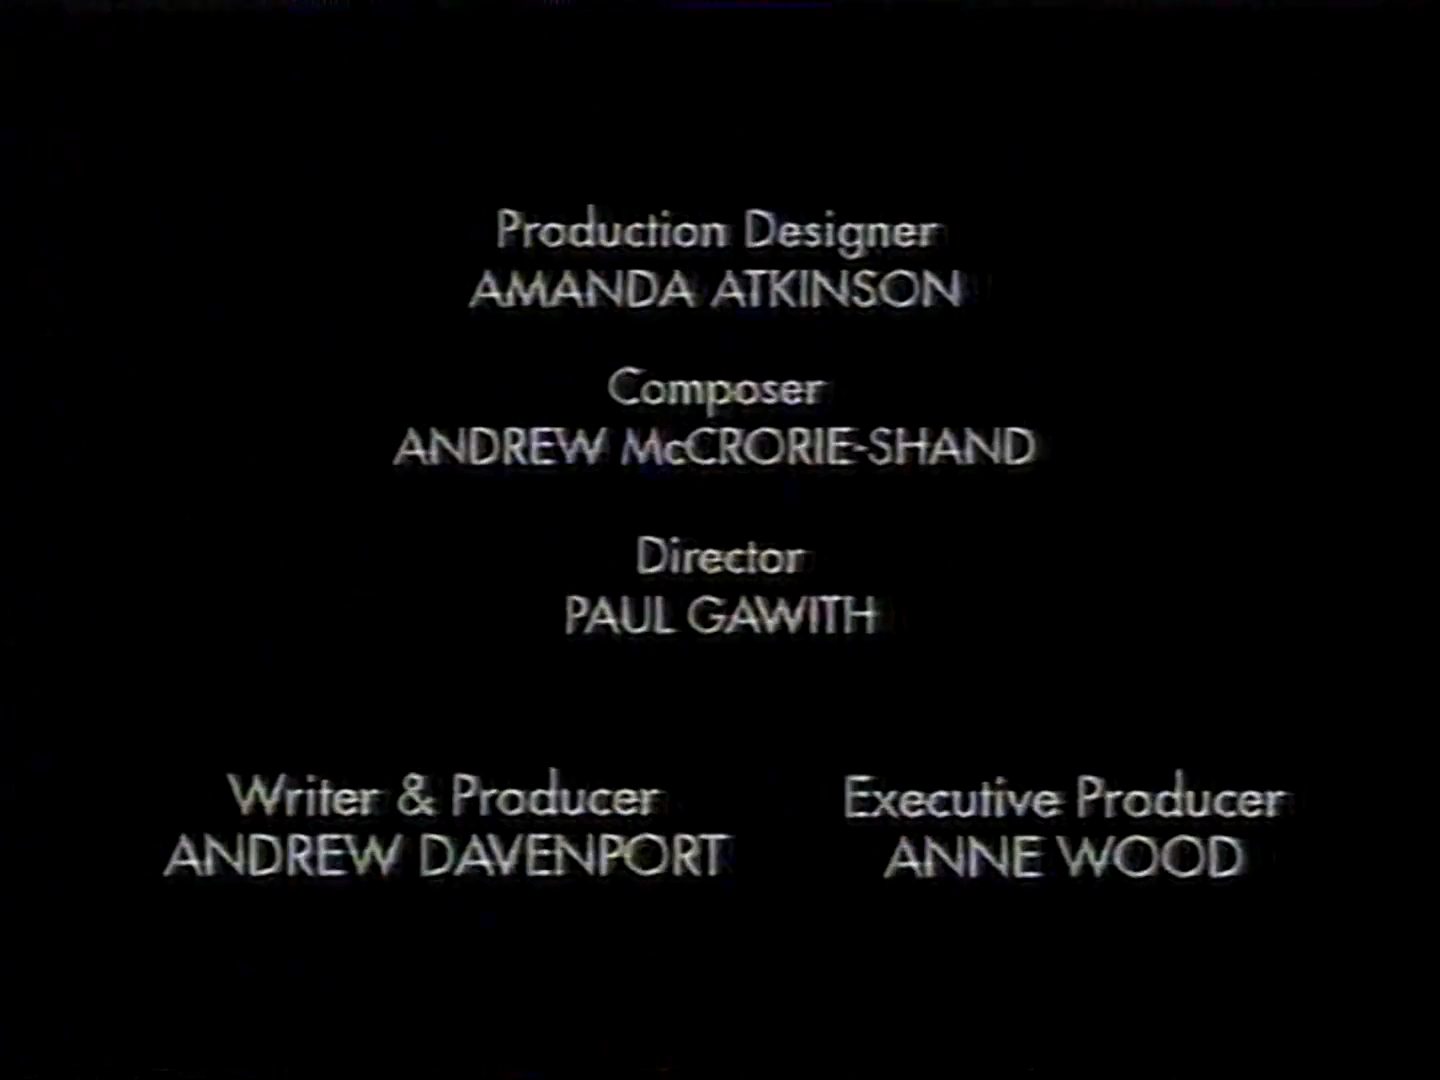 Production Designer
AMANDA ATKINSON
Composer
ANDREW McCRORIE-SHAND
Director
PAUL GAWITH
Writer & Producer
ANDREW DAVENPORT
Executive Producer
ANNE WOOD